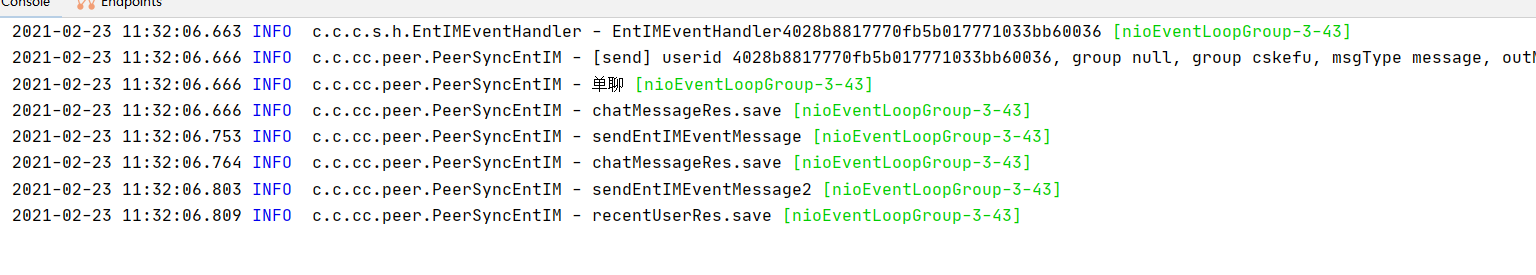 Console Endpoints
2021-02-23 11:32:06.663 INFO c.c.c.s.h.EntIMEventHandler - EntIMEventHandler4028b8817770fb5b017771033bb60036 [nioEventLoopGroup-3-43]
2021-02-23 11:32:06.666 INFO c.c.cc.peer.PeerSyncEntIM - [send] userid 4028b8817770fb5b017771033bb60036, group null, group cskefu, msgType message,
2021-02-23 11:32:06.666 INFO c.c.cc.peer.PeerSyncEntIM - 单聊 [nioEventLoopGroup-3-43]
2021-02-23 11:32:06.666 INFO c.c.cc.peer.PeerSyncEntIM - chatMessageRes.save [nioEventLoopGroup-3-43]
2021-02-23 11:32:06.753 INFO c.c.cc.peer.PeerSyncEntIM - sendEntIMEventMessage [nioEventLoopGroup-3-43]
2021-02-23 11:32:06.764 INFO c.c.cc.peer.PeerSyncEntIM - chatMessageRes.save [nioEventLoopGroup-3-43]
2021-02-23 11:32:06.803 INFO c.c.cc.peer.PeerSyncEntIM - sendEntIMEventMessage2 [nioEventLoopGroup-3-43]
2021-02-23 11:32:06.809 INFO c.c.cc.peer.PeerSyncEntIM - recentUserRes.save [nioEventLoopGroup-3-43]